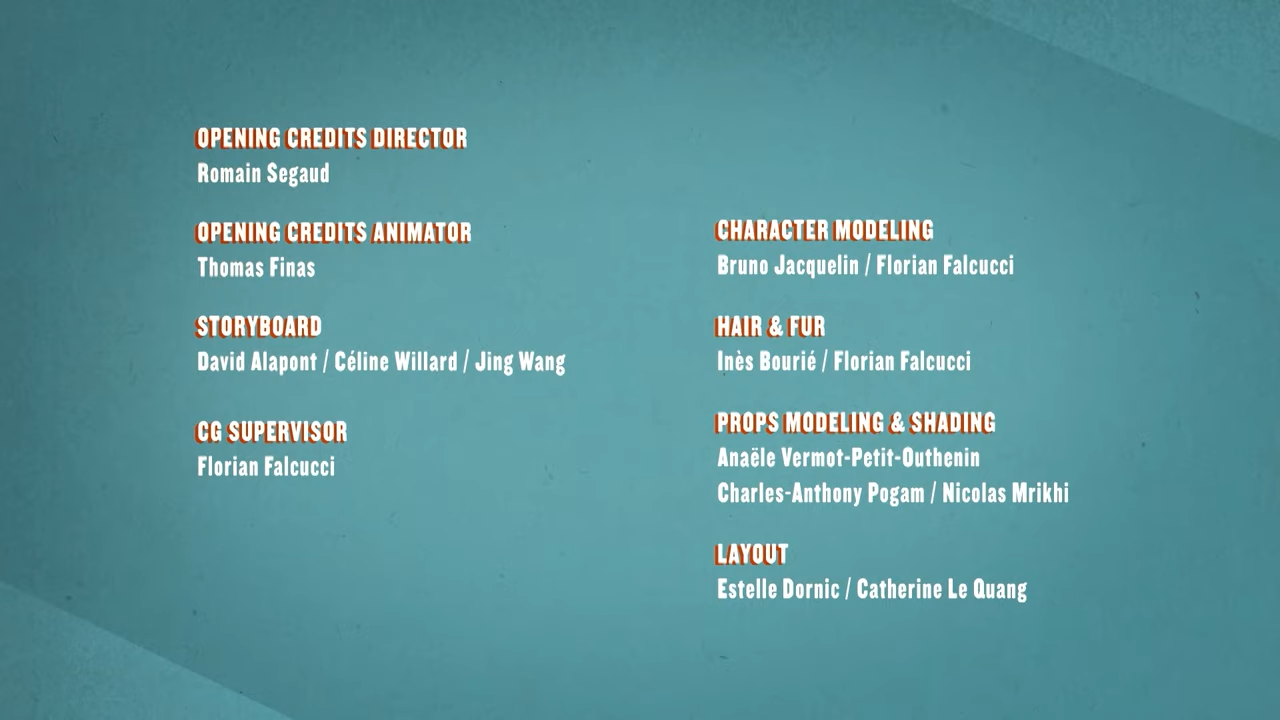 OPENING CREDITS DIRECTOR
Romain Segaud
OPENING CREDITS ANIMATOR
Thomas Finas
STORYBOARD
David Alapont / Céline Willard / Jing Wang
CG SUPERVISOR
Florian Falcucci
CHARACTER MODELING
Bruno Jacquelin / Florian Falcucci
HAIR & FUR
Inès Bourié / Florian Falcucci
PROPS MODELING & SHADING
Anaële Vermot-Petit-Outhenin
Charles-Anthony Pogam / Nicolas Mrikhi
LAYOUT
Estelle Dornic / Catherine Le Quang